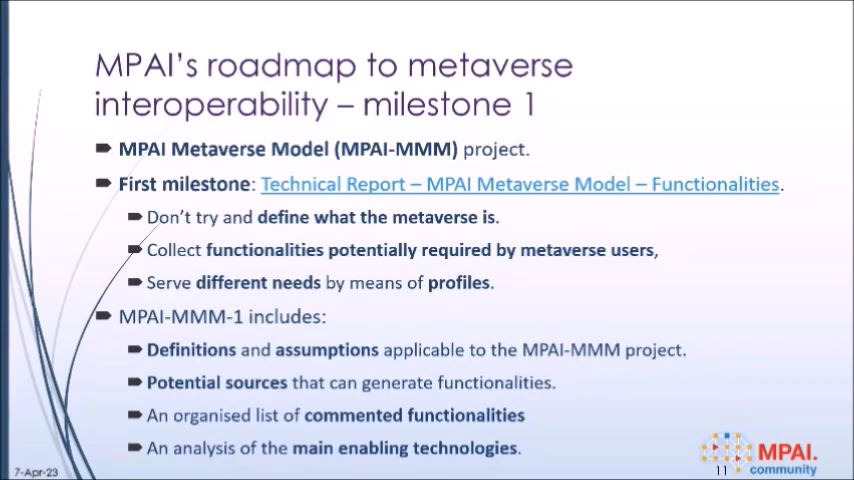 MPAI's roadmap to metaverse
interoperability – milestone 1
MPAI Metaverse Model (MPAI-MMM) project.
First milestone: Technical Report – MPAI Metaverse Model – Functionalities.
Don't try and define what the metaverse is.
Collect functionalities potentially required by metaverse users,
Serve different needs by means of profiles.
MPAI-MMM-1 includes:
Definitions and assumptions applicable to the MPAI-MMM project.
Potential sources that can generate functionalities.
An organised list of commented functionalities
An analysis of the main enabling technologies.
7-Apr-23
11
MPAI.
community